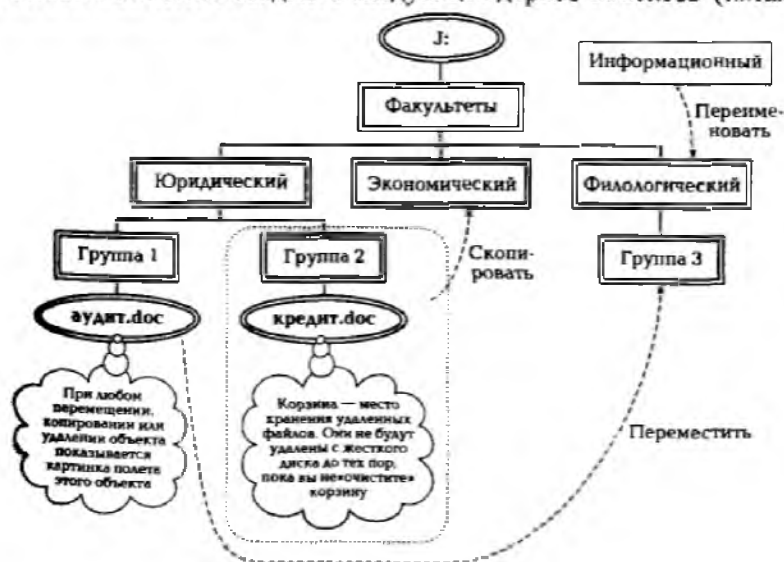 J:
Информационный
Факультеты
Переиме-
новать
Юридический
Экономический
Филологический
Группа 1
Группа 2
Скопи-
ровать
Группа 3
аудит.doc
кредит.doc
При любом
перемещении,
копировании или
удалении объекта
показывается
картинка полета
этого объекта
Корзина — место
хранения удаленных
файлов. Они не будут
удалены с жесткого
диска до тех пор,
пока вы не «очистите»
корзину
Переместить